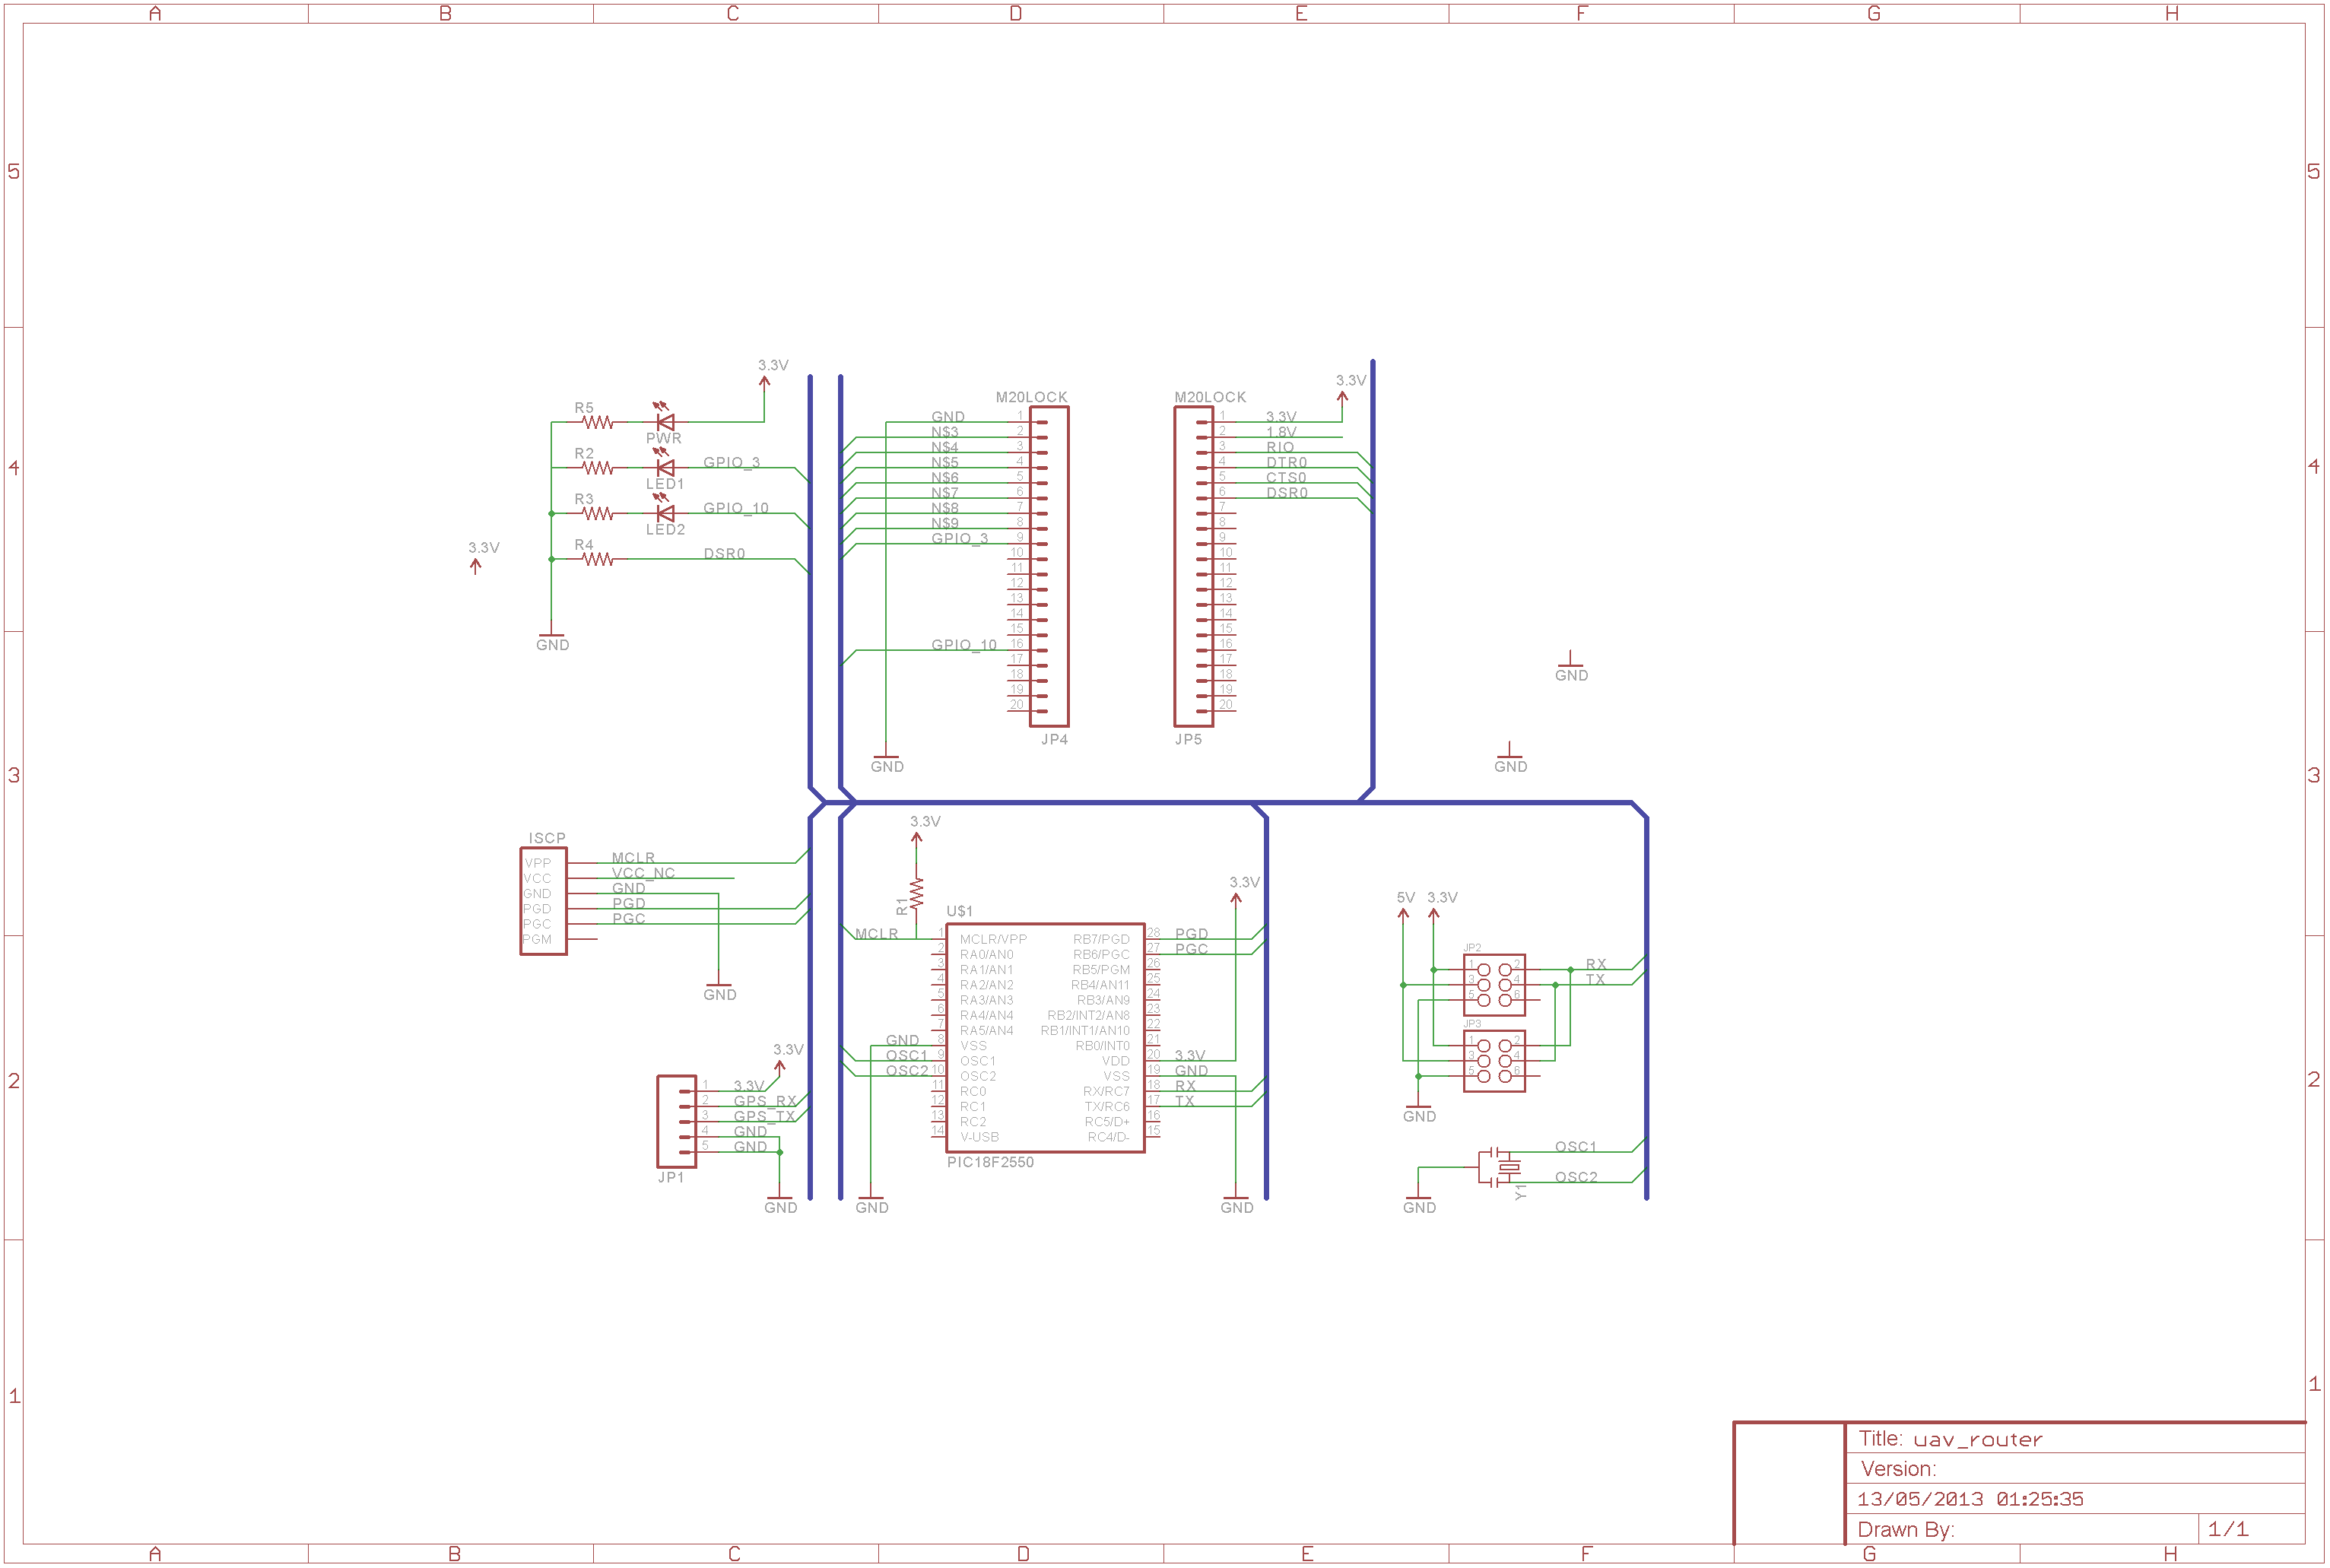 A B C D E F G H
5 5
4 4
3 3
2 2
1 1
3.3V
R5
PWR
R2
LED1
GPIO_3
R3
LED2
GPIO_10
R4
DSR0
3.3V
GND
M20LOCK
GND 1
N$3 2
N$4 3
N$5 4
N$6 5
N$7 6
N$8 7
N$9 8
GPIO_3 9
10
11
12
13
14
15
GPIO_10 16
17
18
19
20
JP4
GND
3.3V
M20LOCK
1 3.3V
2 1.8V
3 RIO
4 DTR0
5 CTS0
6 DSR0
7
8
9
10
11
12
13
14
15
16
17
18
19
20
JP5
GND
GND
ISCP
VPP MCLR
VCC VCC_NC
GND GND
PGD PGD
PGC PGC
PGM
GND
3.3V
1 3.3V
2 GPS_RX
3 GPS_TX
4 GND
5 GND
JP1
GND
3.3V
R1
U$1
3.3V
MCLR 1 MCLR/VPP RB7/PGD 28 PGD
2 RA0/AN0 RB6/PGC 27 PGC
3 RA1/AN1 RB5/PGM 26
4 RA2/AN2 RB4/AN11 25
5 RA3/AN3 RB3/AN9 24
6 RA4/AN4 RB2/INT2/AN8 23
7 RA5/AN4 RB1/INT1/AN10 22
GND 8 VSS RB0/INT0 21
OSC1 9 OSC1 VDD 20 3.3V
OSC2 10 OSC2 VSS 19 GND
11 RC0 RX/RC7 18 RX
12 RC1 TX/RC6 17 TX
13 RC2 RC5/D+ 16
14 V-USB RC4/D- 15
PIC18F2550
GND
GND
5V 3.3V
JP2
1 2 RX
3 4 TX
5 6
JP3
1 2
3 4
5 6
GND
OSC1
OSC2
Y1
GND
Title: uav_router
Version:
13/05/2013 01:25:35
Drawn By: 1/1
A B C D E F G H